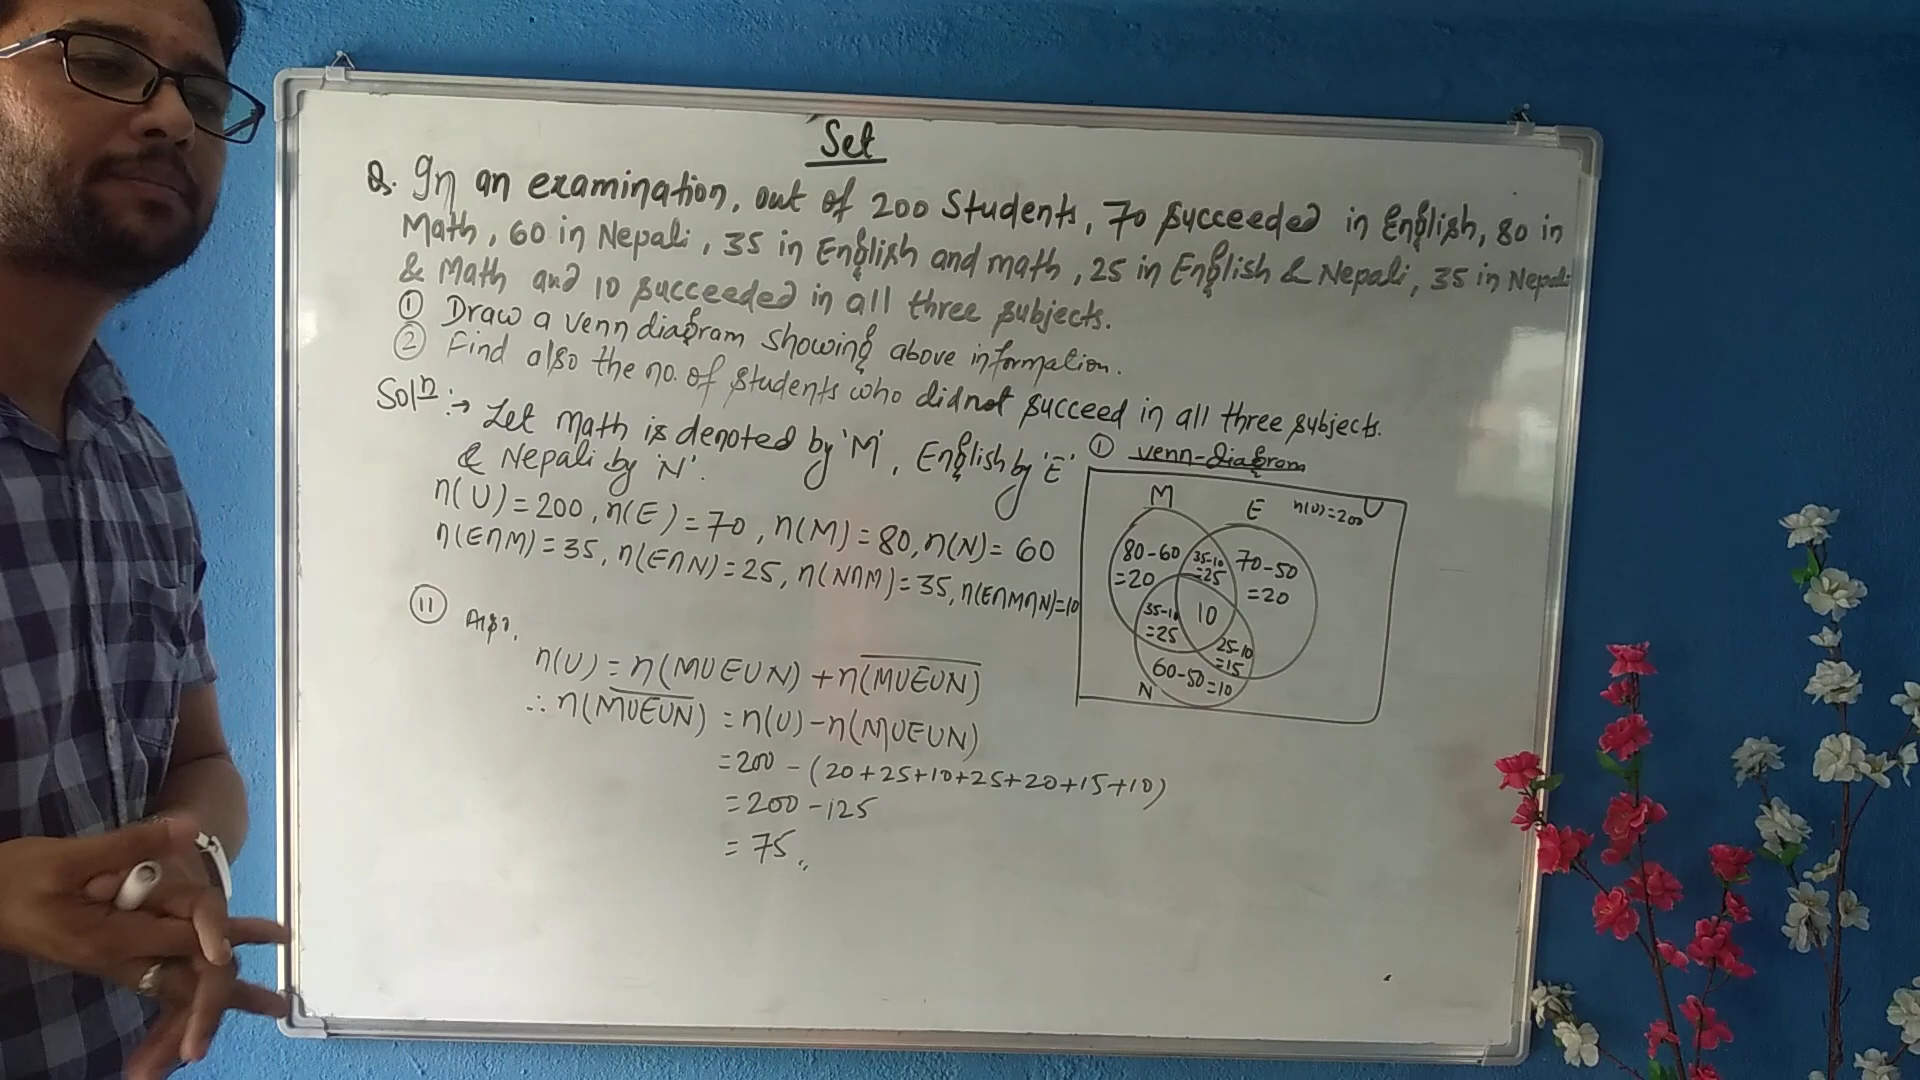 Set
Q. In an examination, out of 200 Students, 70 succeeded in English, 80 in
Math, 60 in Nepali, 35 in English and math, 25 in English & Nepali, 35 in Nepali
& Math and 10 succeeded in all three subjects.
① Draw a venn diagram showing above information.
② Find also the no. of students who did not succeed in all three subjects.
Solⁿ :→ Let Math is denoted by 'M', English by 'E'
& Nepali by 'N'.
n(U) = 200, n(E) = 70, n(M) = 80, n(N) = 60
n(E∩M) = 35, n(E∩N) = 25, n(N∩M) = 35, n(E∩M∩N) = 10
① venn-diagram
M E n(U) = 200 U
80-60 = 20
35-10 = 25
70-50 = 20
35-10 = 25
10
25-10 = 15
60-50 = 10
N
(ii)
n(U) = n(MUEUN) + n(M̅U̅E̅U̅N̅)
∴ n(M̅U̅E̅U̅N̅) = n(U) - n(MUEUN)
= 200 - (20+25+10+25+20+15+10)
= 200 - 125
= 75,,